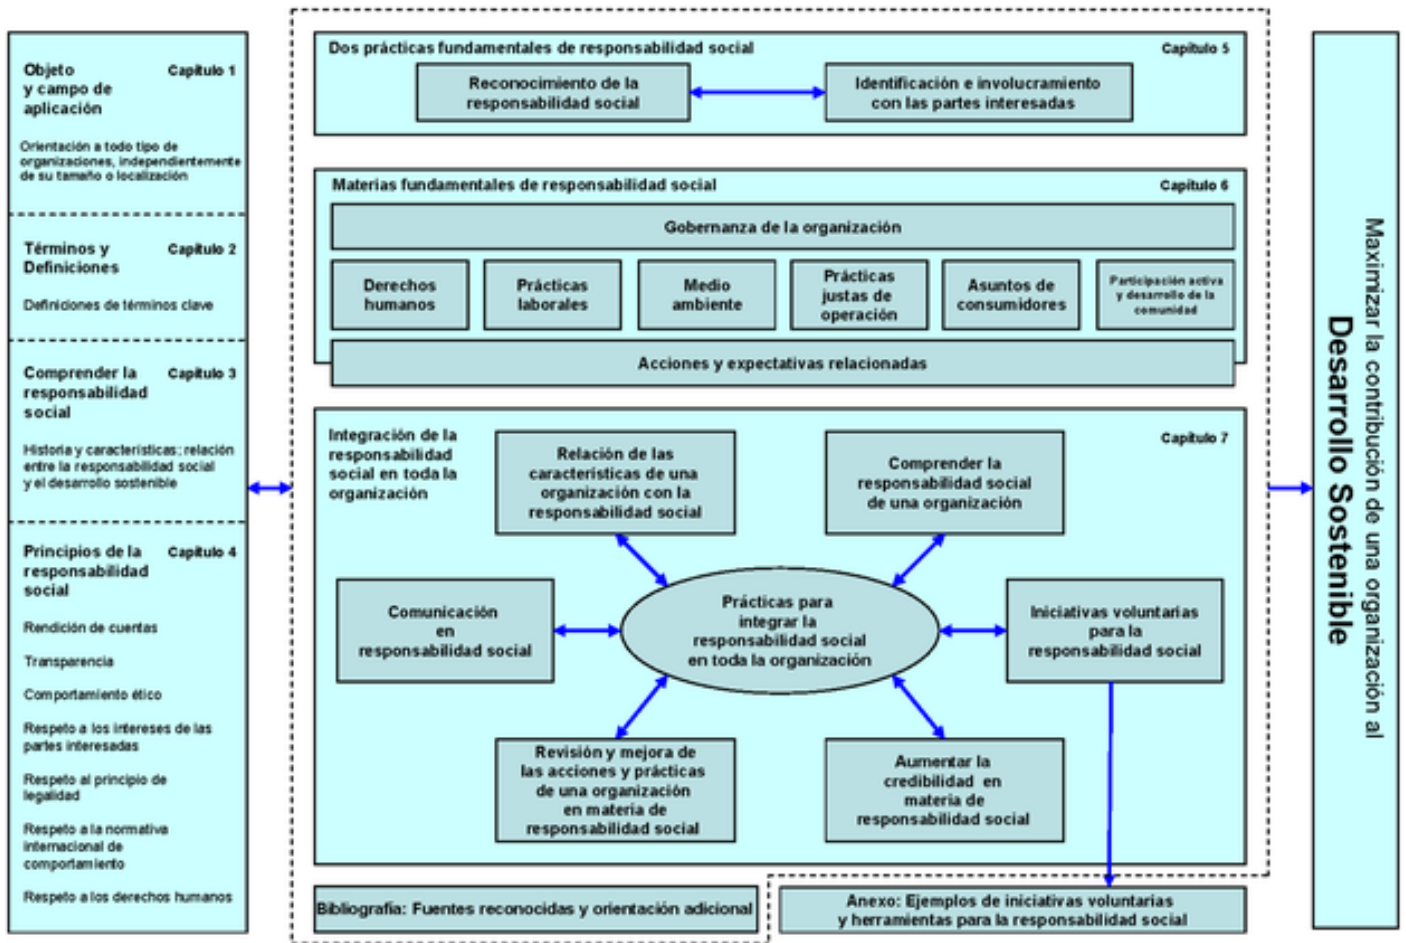 Objeto Capítulo 1
y campo de
aplicación
Orientación a todo tipo de
organizaciones, independientemente
de su tamaño o localización
Términos y Capítulo 2
Definiciones
Definiciones de términos clave
Comprender la Capítulo 3
responsabilidad
social
Historia y características; relación
entre la responsabilidad social
y el desarrollo sostenible
Principios de la Capítulo 4
responsabilidad
social
Rendición de cuentas
Transparencia
Comportamiento ético
Respeto a los intereses de las
partes interesadas
Respeto al principio de
legalidad
Respeto a la normativa
internacional de
comportamiento
Respeto a los derechos humanos
Dos prácticas fundamentales de responsabilidad social Capítulo 5
Reconocimiento de la
responsabilidad social
Identificación e involucramiento
con las partes interesadas
Materias fundamentales de responsabilidad social Capítulo 6
Gobernanza de la organización
Derechos
humanos
Prácticas
laborales
Medio
ambiente
Prácticas
justas de
operación
Asuntos de
consumidores
Participación activa
y desarrollo de la
comunidad
Acciones y expectativas relacionadas
Integración de la
responsabilidad
social en toda la
organización
Capítulo 7
Relación de las
características de una
organización con la
responsabilidad social
Comprender la
responsabilidad social
de una organización
Comunicación
en
responsabilidad social
Prácticas para
integrar la
responsabilidad social
en toda la organización
Iniciativas voluntarias
para la
responsabilidad social
Revisión y mejora de
las acciones y prácticas
de una organización
en materia de
responsabilidad social
Aumentar la
credibilidad en
materia de
responsabilidad social
Bibliografía: Fuentes reconocidas y orientación adicional
Anexo: Ejemplos de iniciativas voluntarias
y herramientas para la responsabilidad social
Maximizar la contribución de una organización al
Desarrollo Sostenible